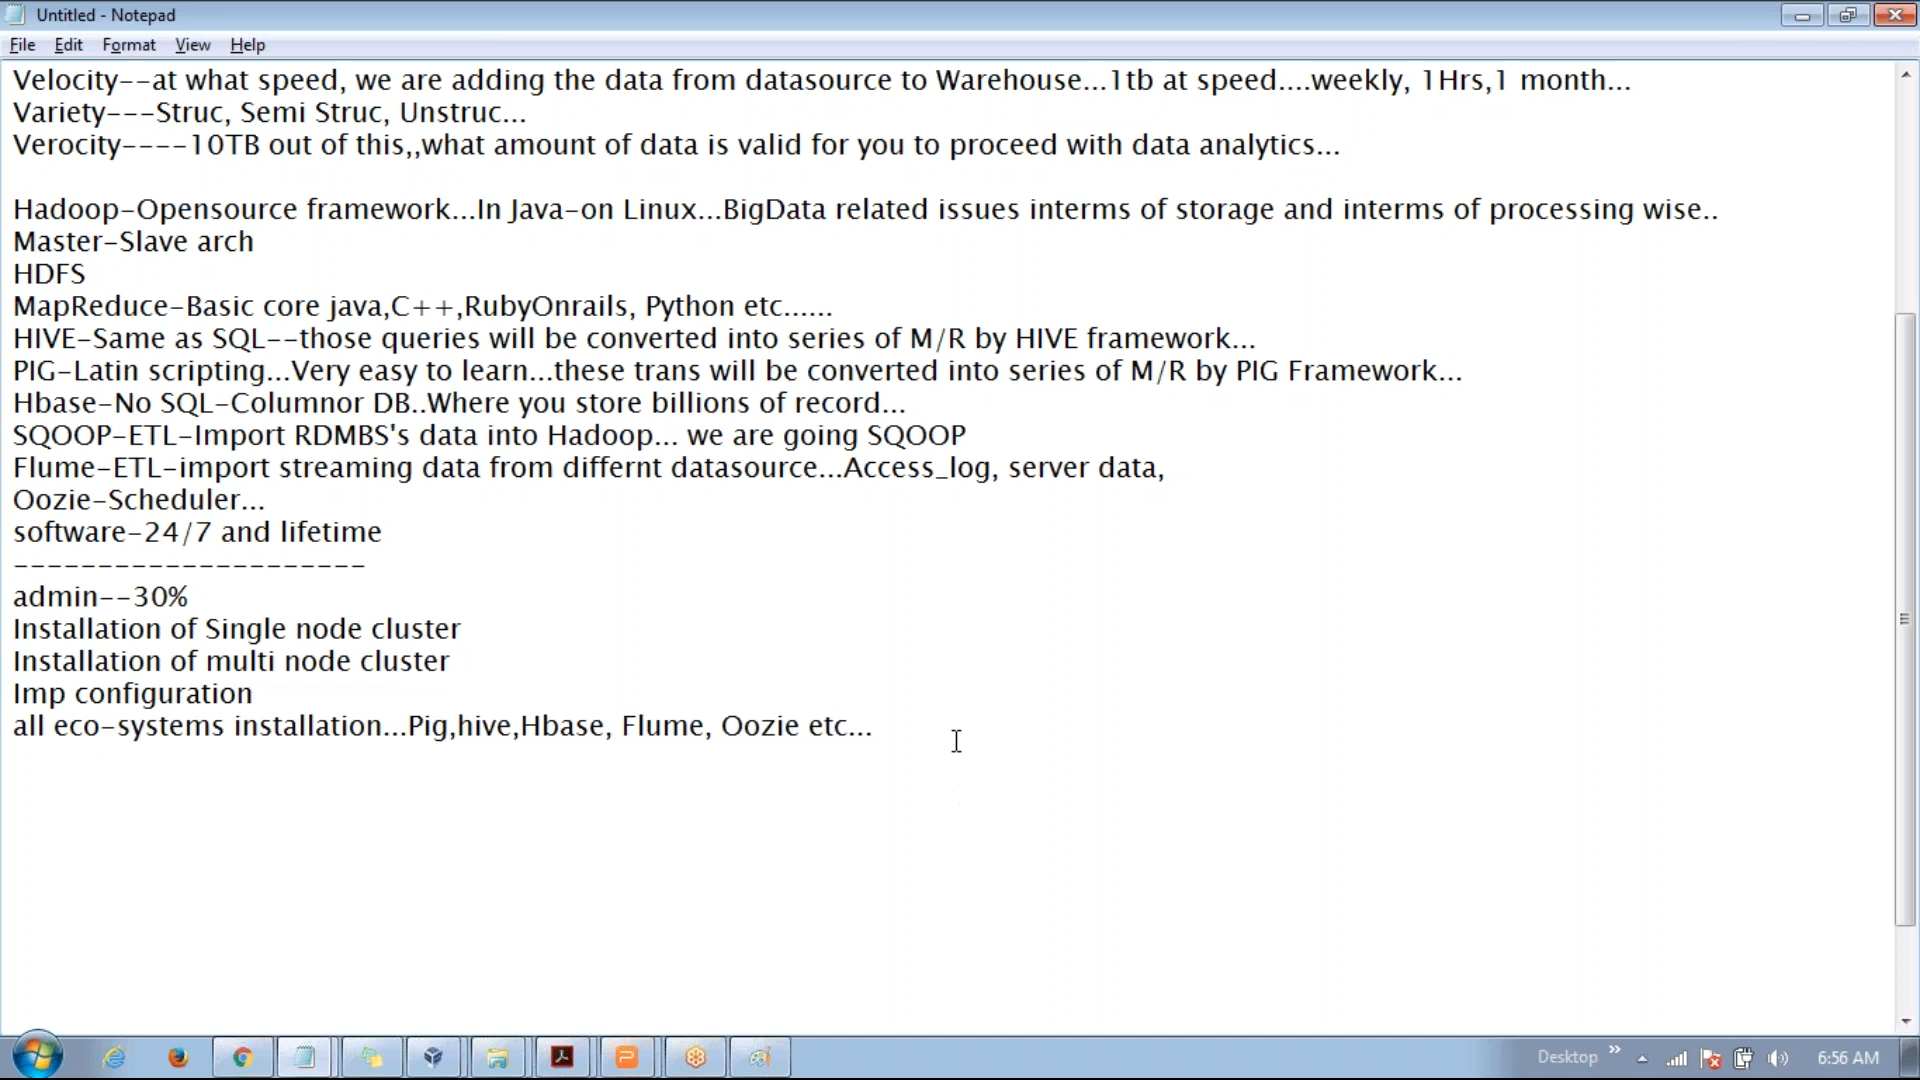 Untitled - Notepad
File Edit Format View Help
Velocity--at what speed, we are adding the data from datasource to Warehouse...1tb at speed....weekly, 1Hrs,1 month...
Variety---Struc, Semi Struc, Unstruc...
Verocity----10TB out of this,,what amount of data is valid for you to proceed with data analytics...
Hadoop-Opensource framework...In Java-on Linux...BigData related issues interms of storage and interms of processing wise..
Master-Slave arch
HDFS
MapReduce-Basic core java,C++,RubyOnrails, Python etc......
HIVE-Same as SQL--those queries will be converted into series of M/R by HIVE framework...
PIG-Latin scripting...Very easy to learn...these trans will be converted into series of M/R by PIG Framework...
Hbase-No SQL-Columnor DB..Where you store billions of record...
SQOOP-ETL-Import RDMBS's data into Hadoop... we are going SQOOP
Flume-ETL-import streaming data from differnt datasource...Access_log, server data,
Oozie-Scheduler...
software-24/7 and lifetime
---------------------
admin--30%
Installation of Single node cluster
Installation of multi node cluster
Imp configuration
all eco-systems installation...Pig,hive,Hbase, Flume, Oozie etc...
Desktop 6:56 AM